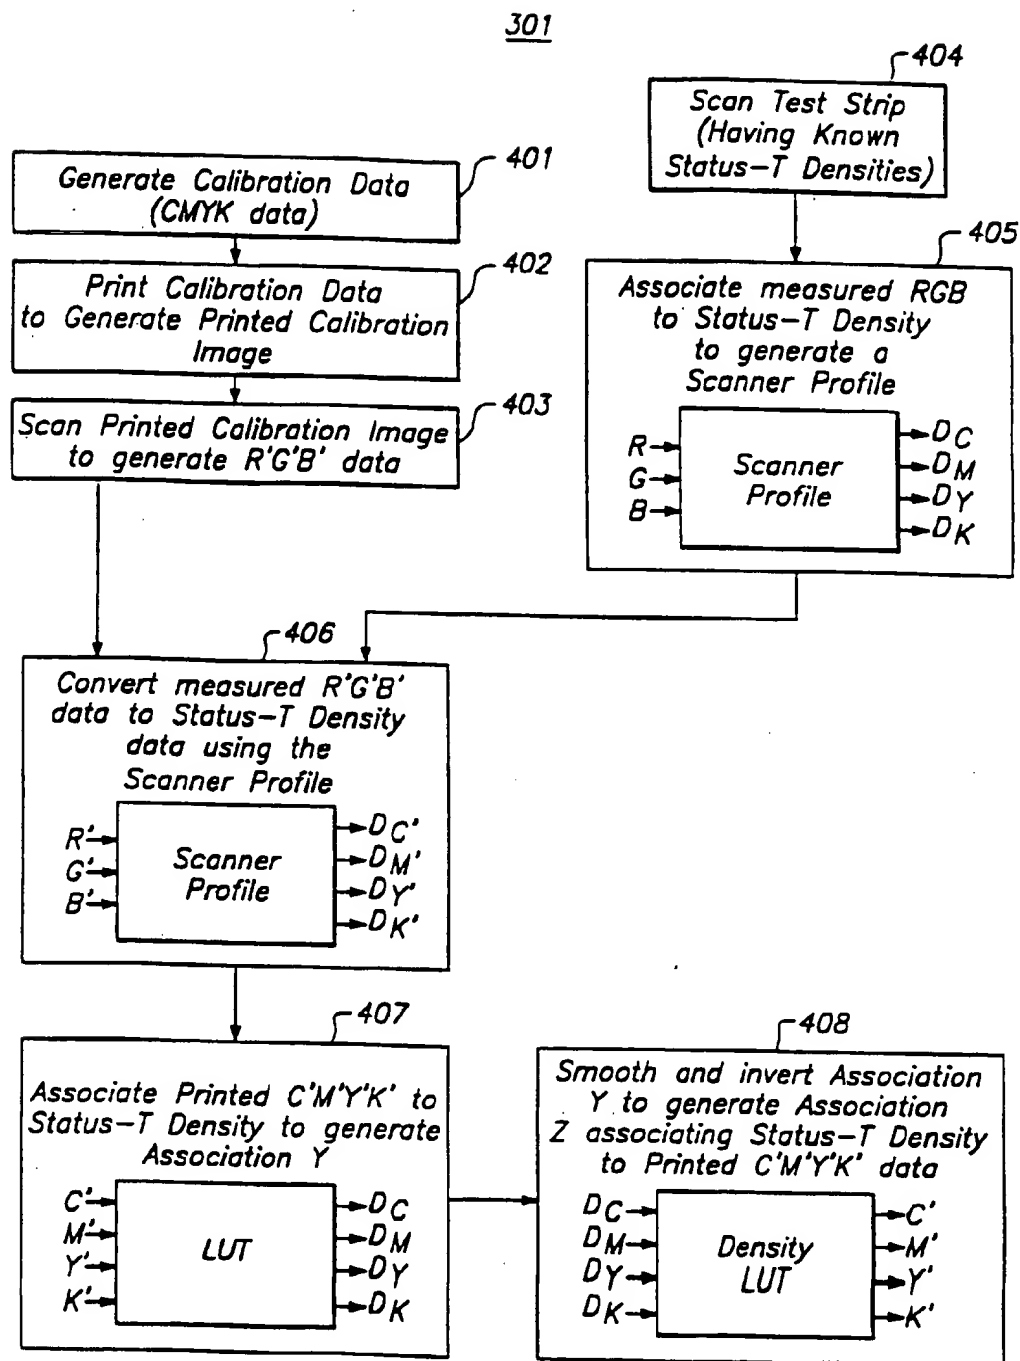 301
404
Scan Test Strip
(Having Known
Status-T Densities)
401
Generate Calibration Data
(CMYK data)
402
Print Calibration Data
to Generate Printed Calibration
Image
403
Scan Printed Calibration Image
to generate R'G'B' data
405
Associate measured RGB
to Status-T Density
to generate a
Scanner Profile
R
G
B
Scanner
Profile
DC
DM
DY
DK
406
Convert measured R'G'B'
data to Status-T Density
data using the
Scanner Profile
R'
G'
B'
Scanner
Profile
DC'
DM'
DY'
DK'
407
Associate Printed C'M'Y'K' to
Status-T Density to generate
Association Y
C'
M'
Y'
K'
LUT
DC
DM
DY
DK
408
Smooth and invert Association
Y to generate Association
Z associating Status-T Density
to Printed C'M'Y'K' data
DC
DM
DY
DK
Density
LUT
C'
M'
Y'
K'